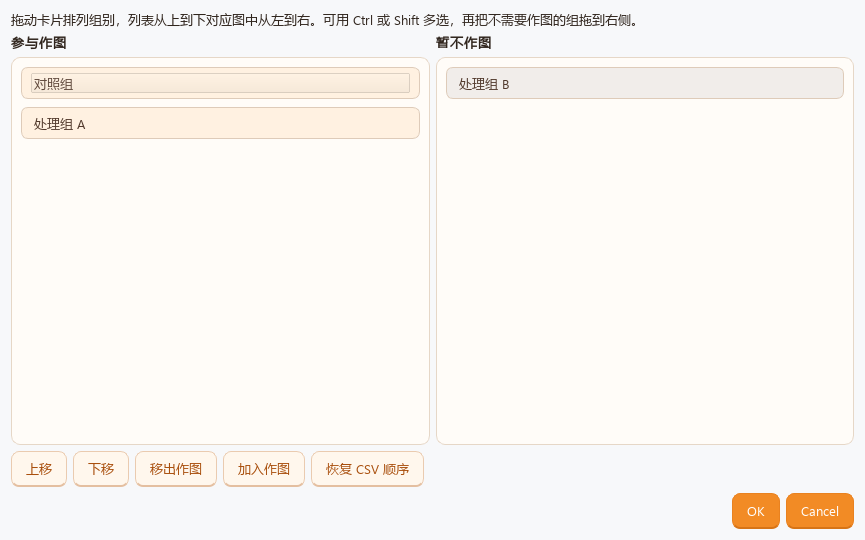 拖动卡片排列组别，列表从上到下对应图中从左到右。可用 Ctrl 或 Shift 多选，再把不需要作图的组拖到右侧。
参与作图
暂不作图
对照组
处理组 B
处理组 A
上移
下移
移出作图
加入作图
恢复 CSV 顺序
OK
Cancel